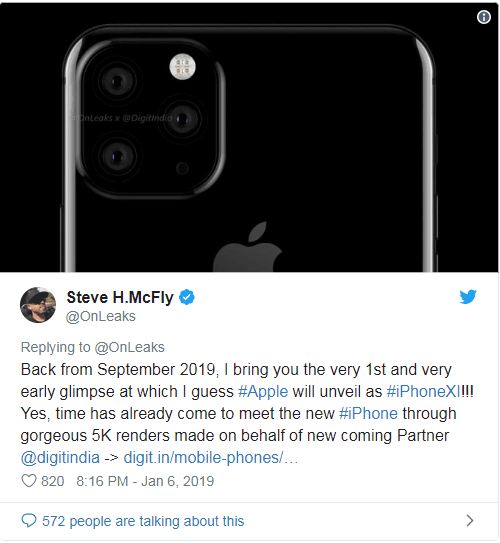 OnLeaks x @DigitIndia
Steve H.McFly
@OnLeaks
Replying to @OnLeaks
Back from September 2019, I bring you the very 1st and very
early glimpse at which I guess #Apple will unveil as #iPhoneXI!!!
Yes, time has already come to meet the new #iPhone through
gorgeous 5K renders made on behalf of new coming Partner
@digitindia -> digit.in/mobile-phones/…
820 8:16 PM - Jan 6, 2019
572 people are talking about this